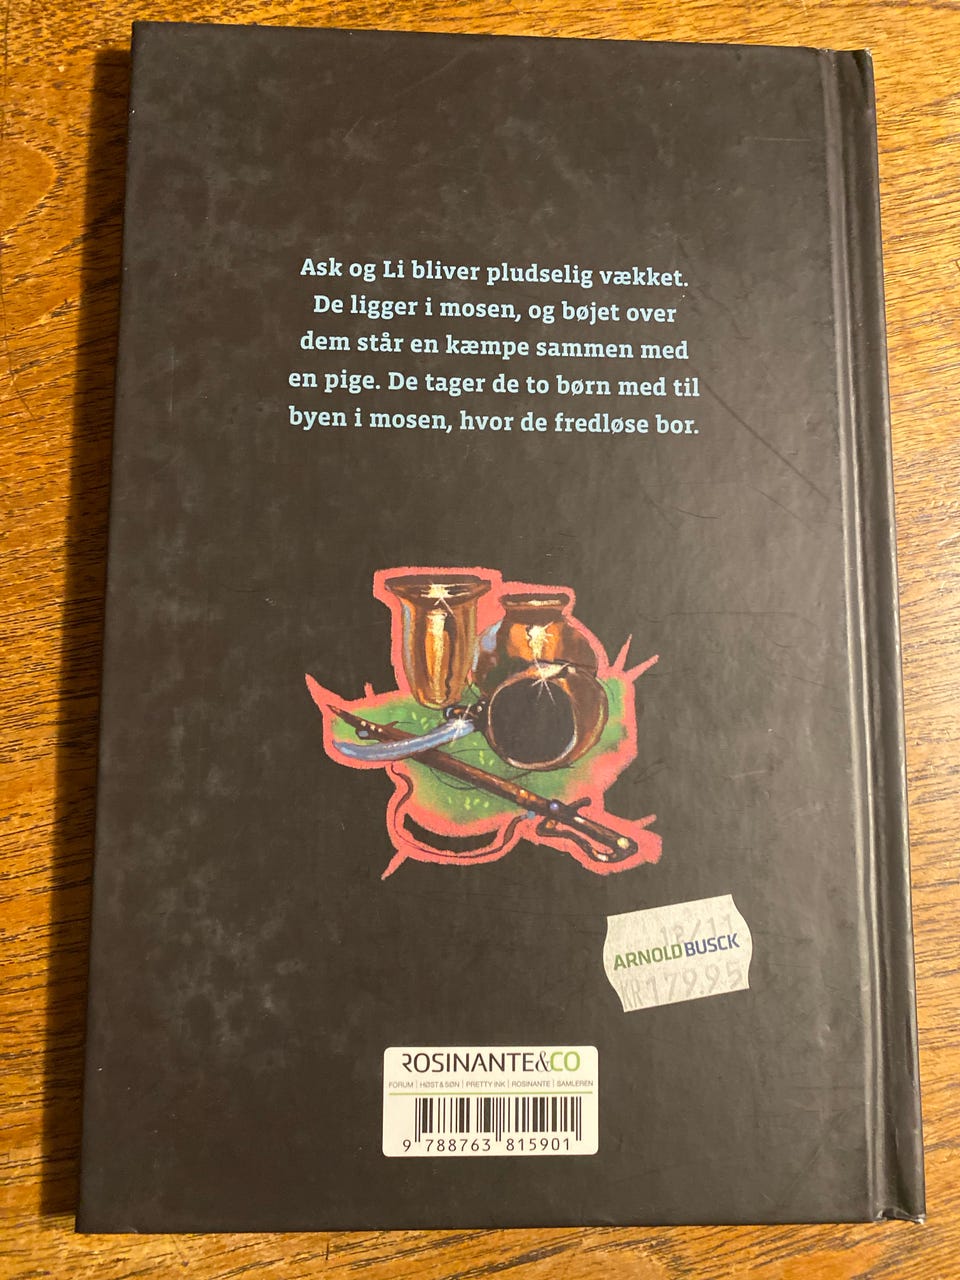 Ask og Li bliver pludselig vækket.
De ligger i mosen, og bøjet over
dem står en kæmpe sammen med
en pige. De tager de to børn med til
byen i mosen, hvor de fredløse bor.
12/11
ARNOLD BUSCK
KR 179.95
ROSINANTE&CO
FORUM | HØST & SØN | PRETTY INK | ROSINANTE | SAMLEREN
9 788763 815901